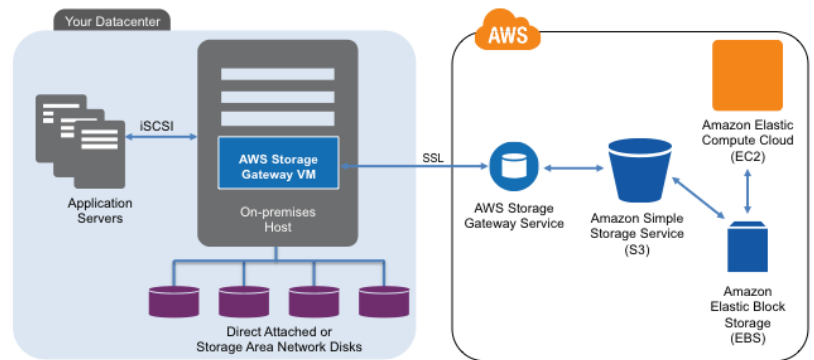 Your Datacenter
AWS
iSCSI
AWS Storage
Gateway VM
SSL
Application
Servers
On-premises
Host
Direct Attached or
Storage Area Network Disks
AWS Storage
Gateway Service
Amazon Simple
Storage Service
(S3)
Amazon Elastic
Compute Cloud
(EC2)
Amazon
Elastic Block
Storage
(EBS)